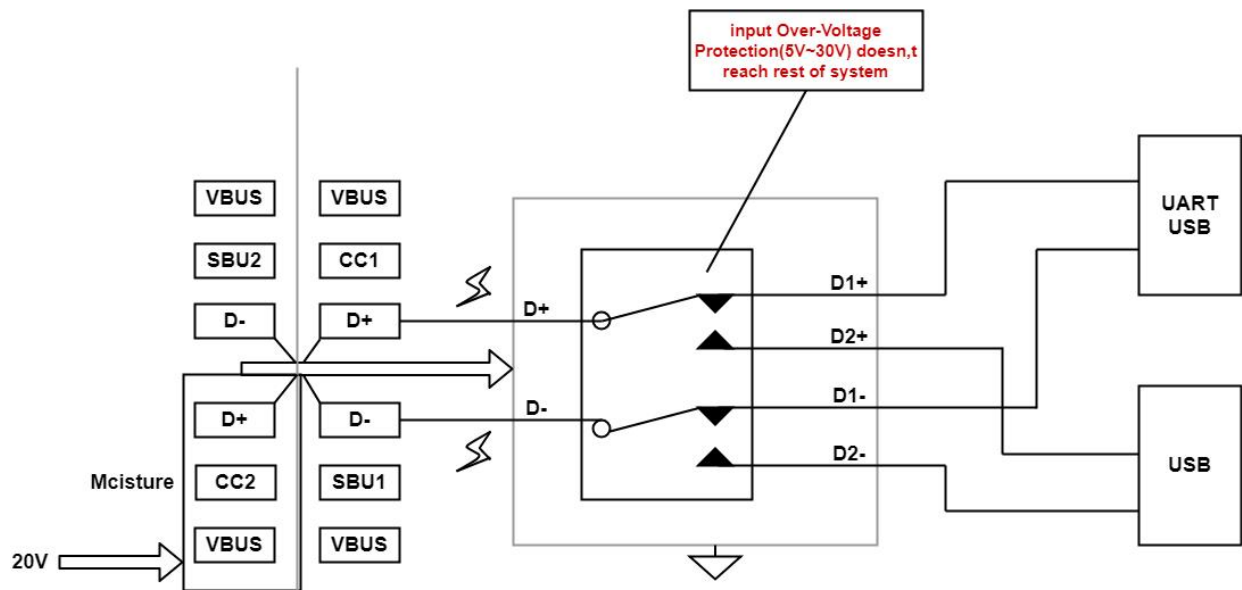 input Over-Voltage
Protection(5V~30V) doesn,t
reach rest of system
VBUS
VBUS
SBU2
CC1
D-
D+
D+
D-
CC2
SBU1
VBUS
VBUS
Mcisture
20V
D+
D-
D1+
D2+
D1-
D2-
UART
USB
USB